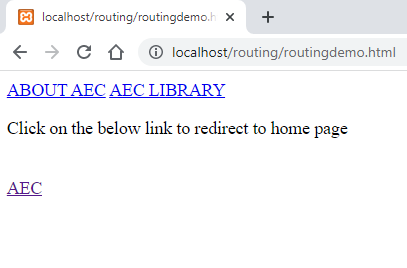 localhost/routing/routingdemo.h
localhost/routing/routingdemo.html
ABOUT AEC AEC LIBRARY
Click on the below link to redirect to home page
AEC